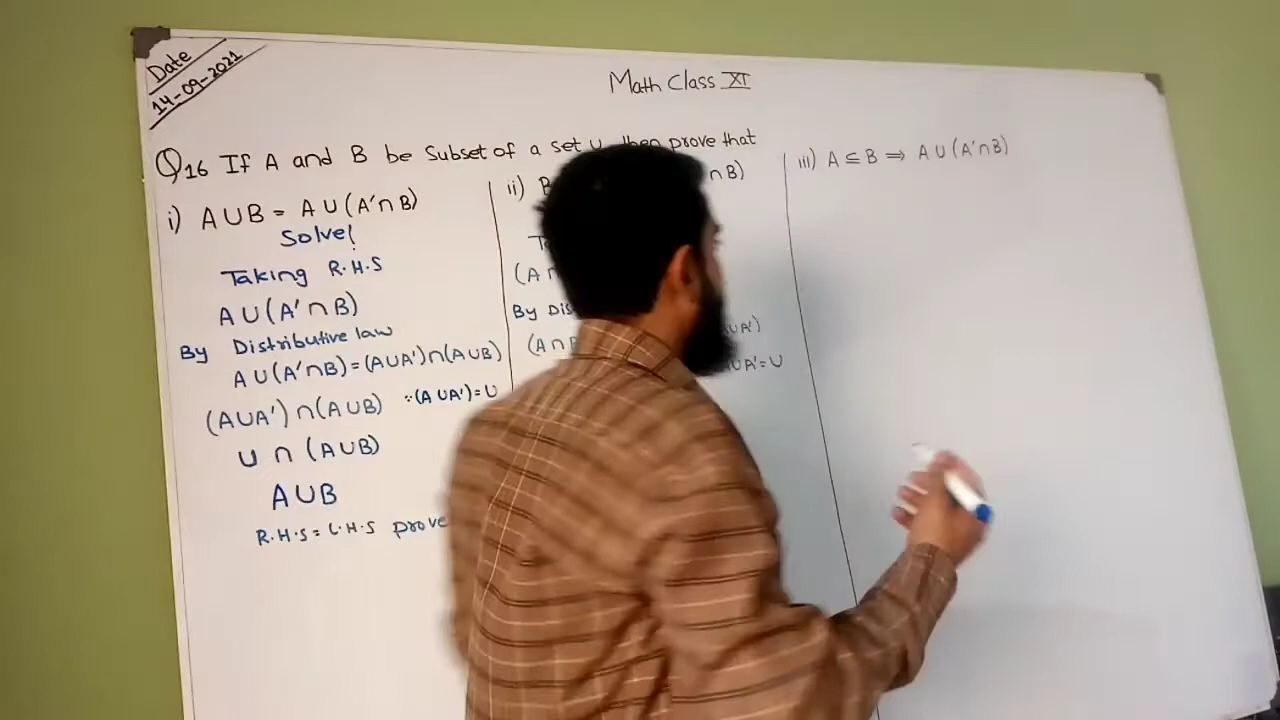 Date
14-09-2021
Math Class XI
Q16 If A and B be Subset of a set U, then prove that
i) A∪B = A∪(A′∩B)
Solve!
Taking R.H.S
A∪(A′∩B)
By Distributive law
A∪(A′∩B)=(A∪A′)∩(A∪B)
(A∪A′)∩(A∪B) ∵(A∪A′)=U
U ∩ (A∪B)
A∪B
R.H.S = L.H.S prove
ii) B ∩B)
(A∩
By Dis
(A∩B ∪A′)
∪A′=U
iii) A⊆B ⇒ A∪(A′∩B)